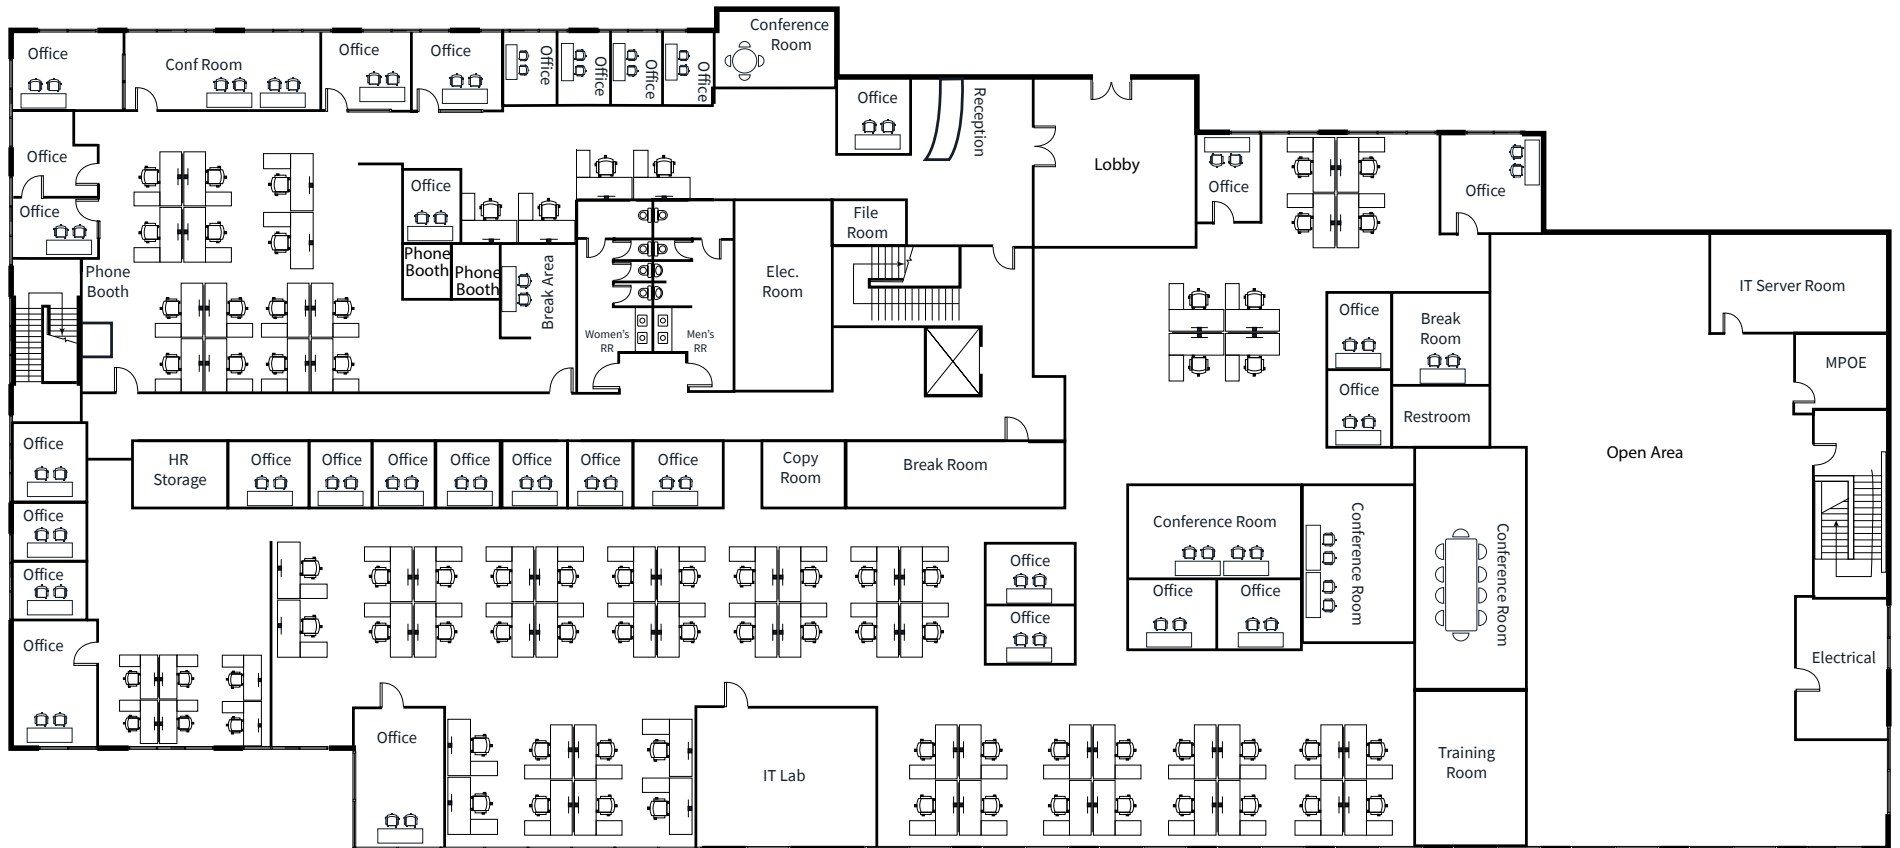 Office
Conf Room
Office
Office
Office
Office
Office
Office
Conference
Room
Office
Reception
Lobby
Office
Office
Office
Office
Office
Phone
Booth
Phone
Booth
Phone
Booth
Break Area
Women's
RR
Men's
RR
Elec.
Room
File
Room
Office
Break
Room
Office
Restroom
IT Server Room
MPOE
Open Area
Office
HR
Storage
Office
Office
Office
Office
Office
Office
Office
Copy
Room
Break Room
Office
Office
Office
Office
Office
Conference Room
Office
Office
Conference Room
Conference Room
Electrical
Office
IT Lab
Training
Room